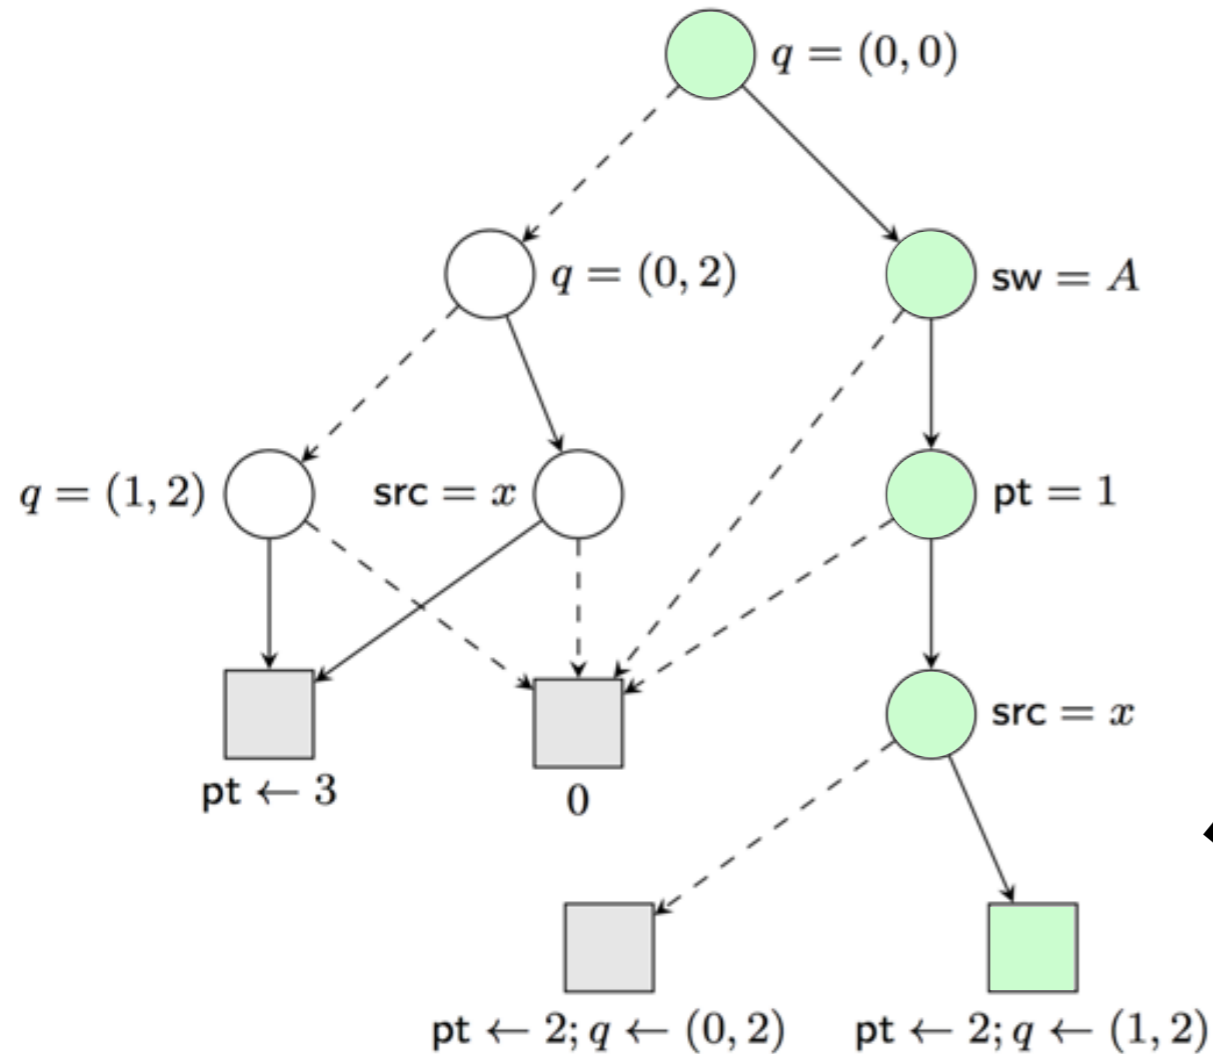 q = (0, 0)
q = (0, 2)
sw = A
q = (1, 2)
src = x
pt = 1
src = x
pt ← 3
0
pt ← 2; q ← (0, 2)
pt ← 2; q ← (1, 2)